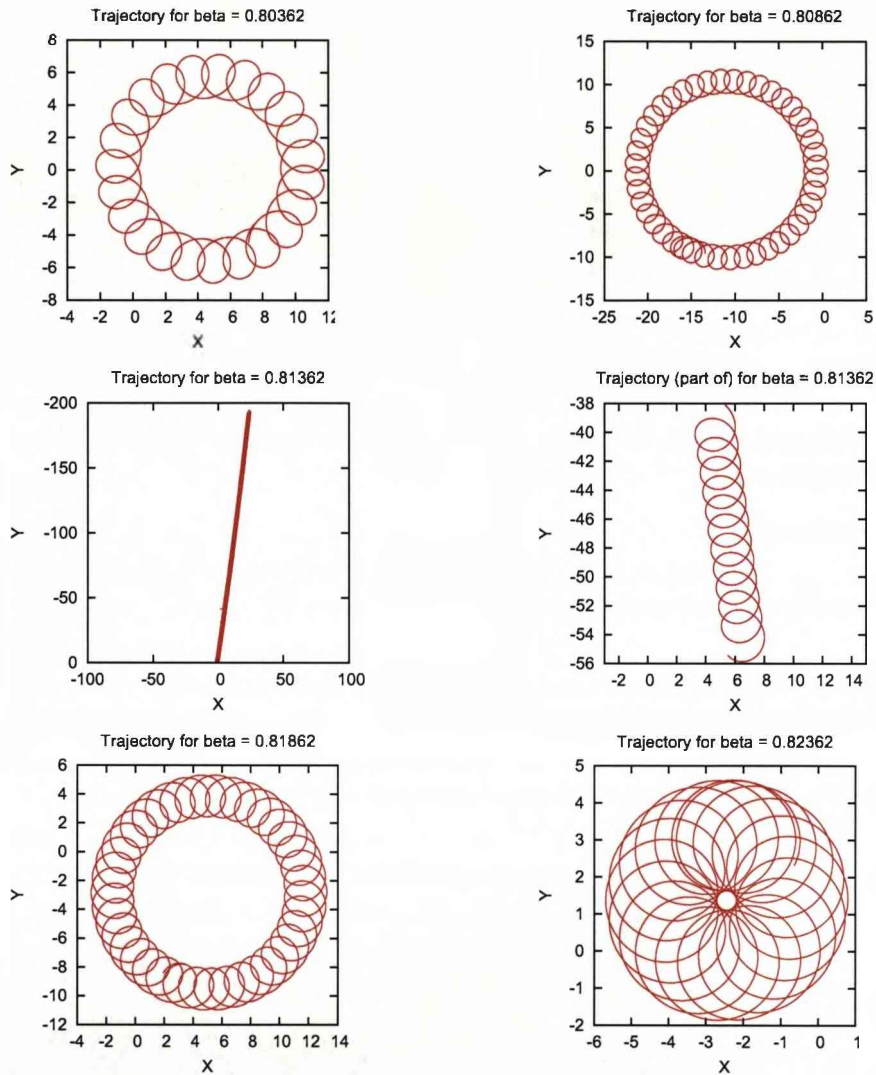 Trajectory for beta = 0.80362
8
6
4
2
0
-2
-4
-6
-8
Y
-4 -2 0 2 4 6 8 10 12
X
Trajectory for beta = 0.80862
15
10
5
0
-5
-10
-15
Y
-25 -20 -15 -10 -5 0 5
X
Trajectory for beta = 0.81362
-200
-150
-100
-50
0
Y
-100 -50 0 50 100
X
Trajectory (part of) for beta = 0.81362
-38
-40
-42
-44
-46
-48
-50
-52
-54
-56
Y
-2 0 2 4 6 8 10 12 14
X
Trajectory for beta = 0.81862
6
4
2
0
-2
-4
-6
-8
-10
-12
Y
-4 -2 0 2 4 6 8 10 12 14
X
Trajectory for beta = 0.82362
5
4
3
2
1
0
-1
-2
Y
-6 -5 -4 -3 -2 -1 0 1
X